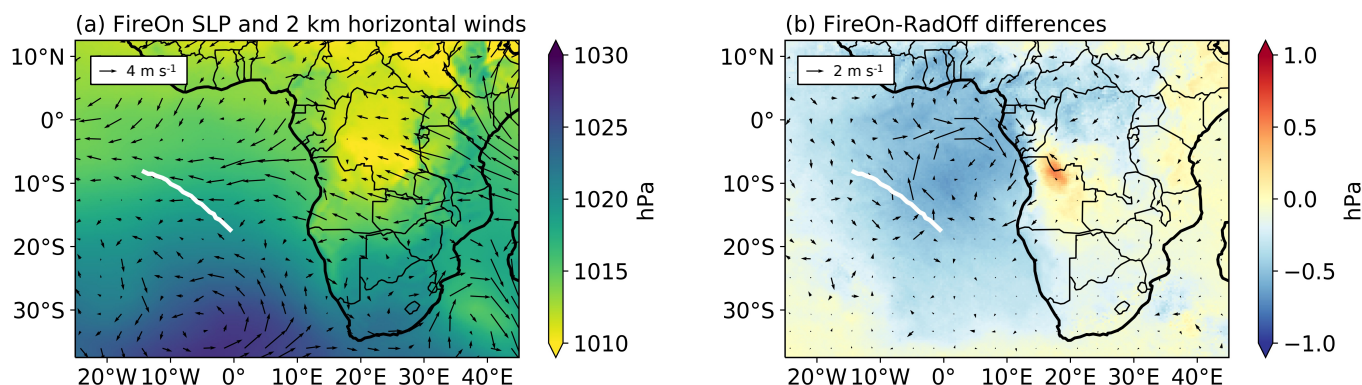 (a) FireOn SLP and 2 km horizontal winds
10°N
0°
10°S
20°S
30°S
4 m s-1
20°W 10°W 0° 10°E 20°E 30°E 40°E
1030
1025
1020
1015
1010
hPa
(b) FireOn-RadOff differences
10°N
0°
10°S
20°S
30°S
2 m s-1
20°W 10°W 0° 10°E 20°E 30°E 40°E
1.0
0.5
0.0
−0.5
−1.0
hPa